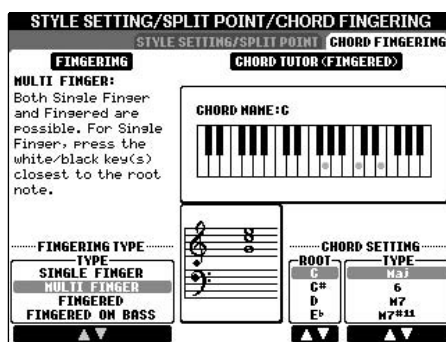 STYLE SETTING/SPLIT POINT/CHORD FINGERING
STYLE SETTING/SPLIT POINT
CHORD FINGERING
FINGERING
MULTI FINGER:
Both Single Finger
and Fingered are
possible. For Single
Finger, press the
white/black key(s)
closest to the root
note.
FINGERING TYPE
TYPE
SINGLE FINGER
MULTI FINGER
FINGERED
FINGERED ON BASS
CHORD TUTOR (FINGERED)
CHORD NAME:C
CHORD SETTING
ROOT
C
C#
D
E♭
TYPE
Maj
6
M7
M7#11